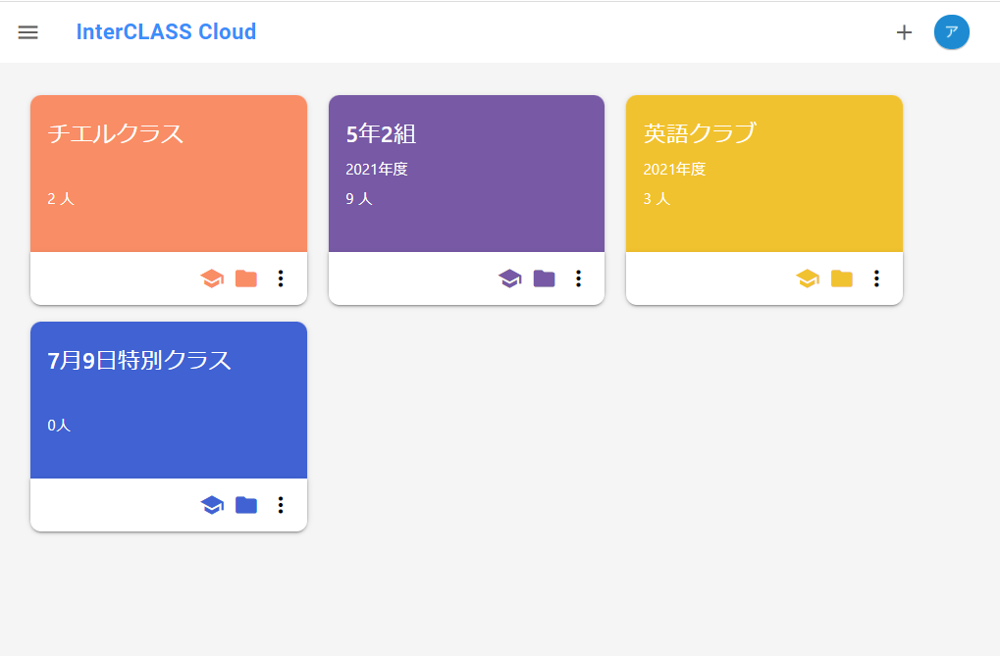 InterCLASS Cloud
ア
チエルクラス
2 人
5年2組
2021年度
9 人
英語クラブ
2021年度
3 人
7月9日特別クラス
0人